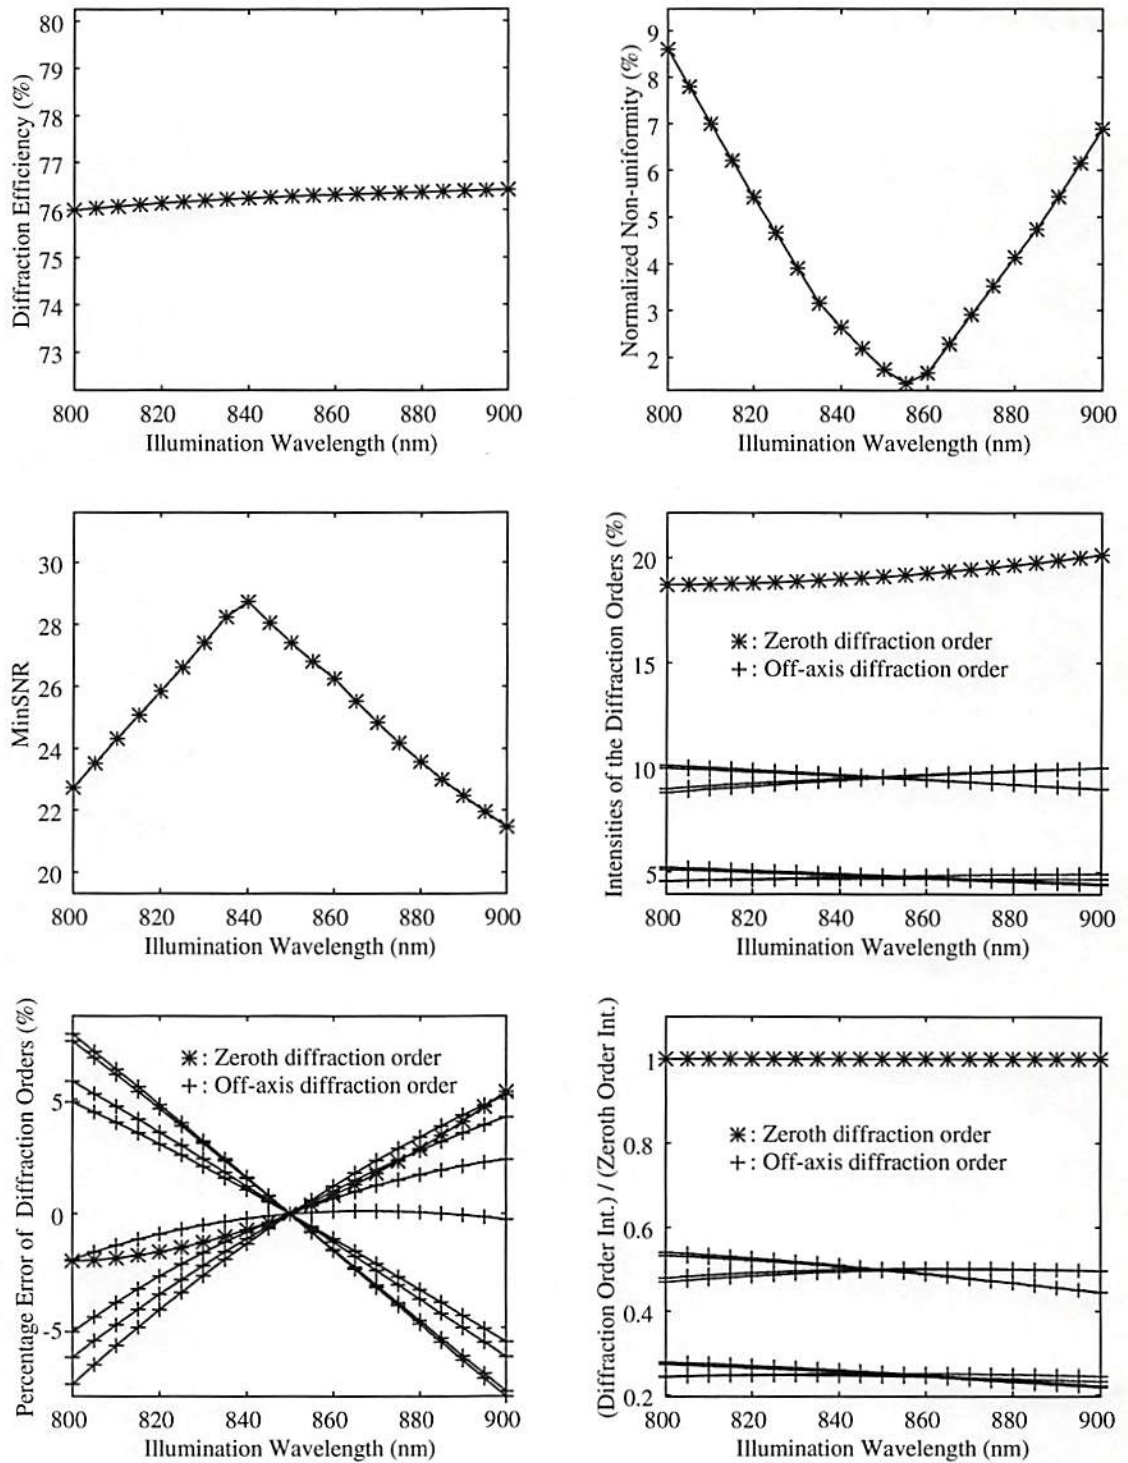 Diffraction Efficiency (%)
80
79
78
77
76
75
74
73
800 820 840 860 880 900
Illumination Wavelength (nm)
Normalized Non-uniformity (%)
9
8
7
6
5
4
3
2
800 820 840 860 880 900
Illumination Wavelength (nm)
MinSNR
30
28
26
24
22
20
800 820 840 860 880 900
Illumination Wavelength (nm)
Intensities of the Diffraction Orders (%)
20
15
10
5
: Zeroth diffraction order
: Off-axis diffraction order
800 820 840 860 880 900
Illumination Wavelength (nm)
Percentage Error of Diffraction Orders (%)
5
0
-5
: Zeroth diffraction order
: Off-axis diffraction order
800 820 840 860 880 900
Illumination Wavelength (nm)
(Diffraction Order Int.) / (Zeroth Order Int.)
1
0.8
0.6
0.4
0.2
: Zeroth diffraction order
: Off-axis diffraction order
800 820 840 860 880 900
Illumination Wavelength (nm)